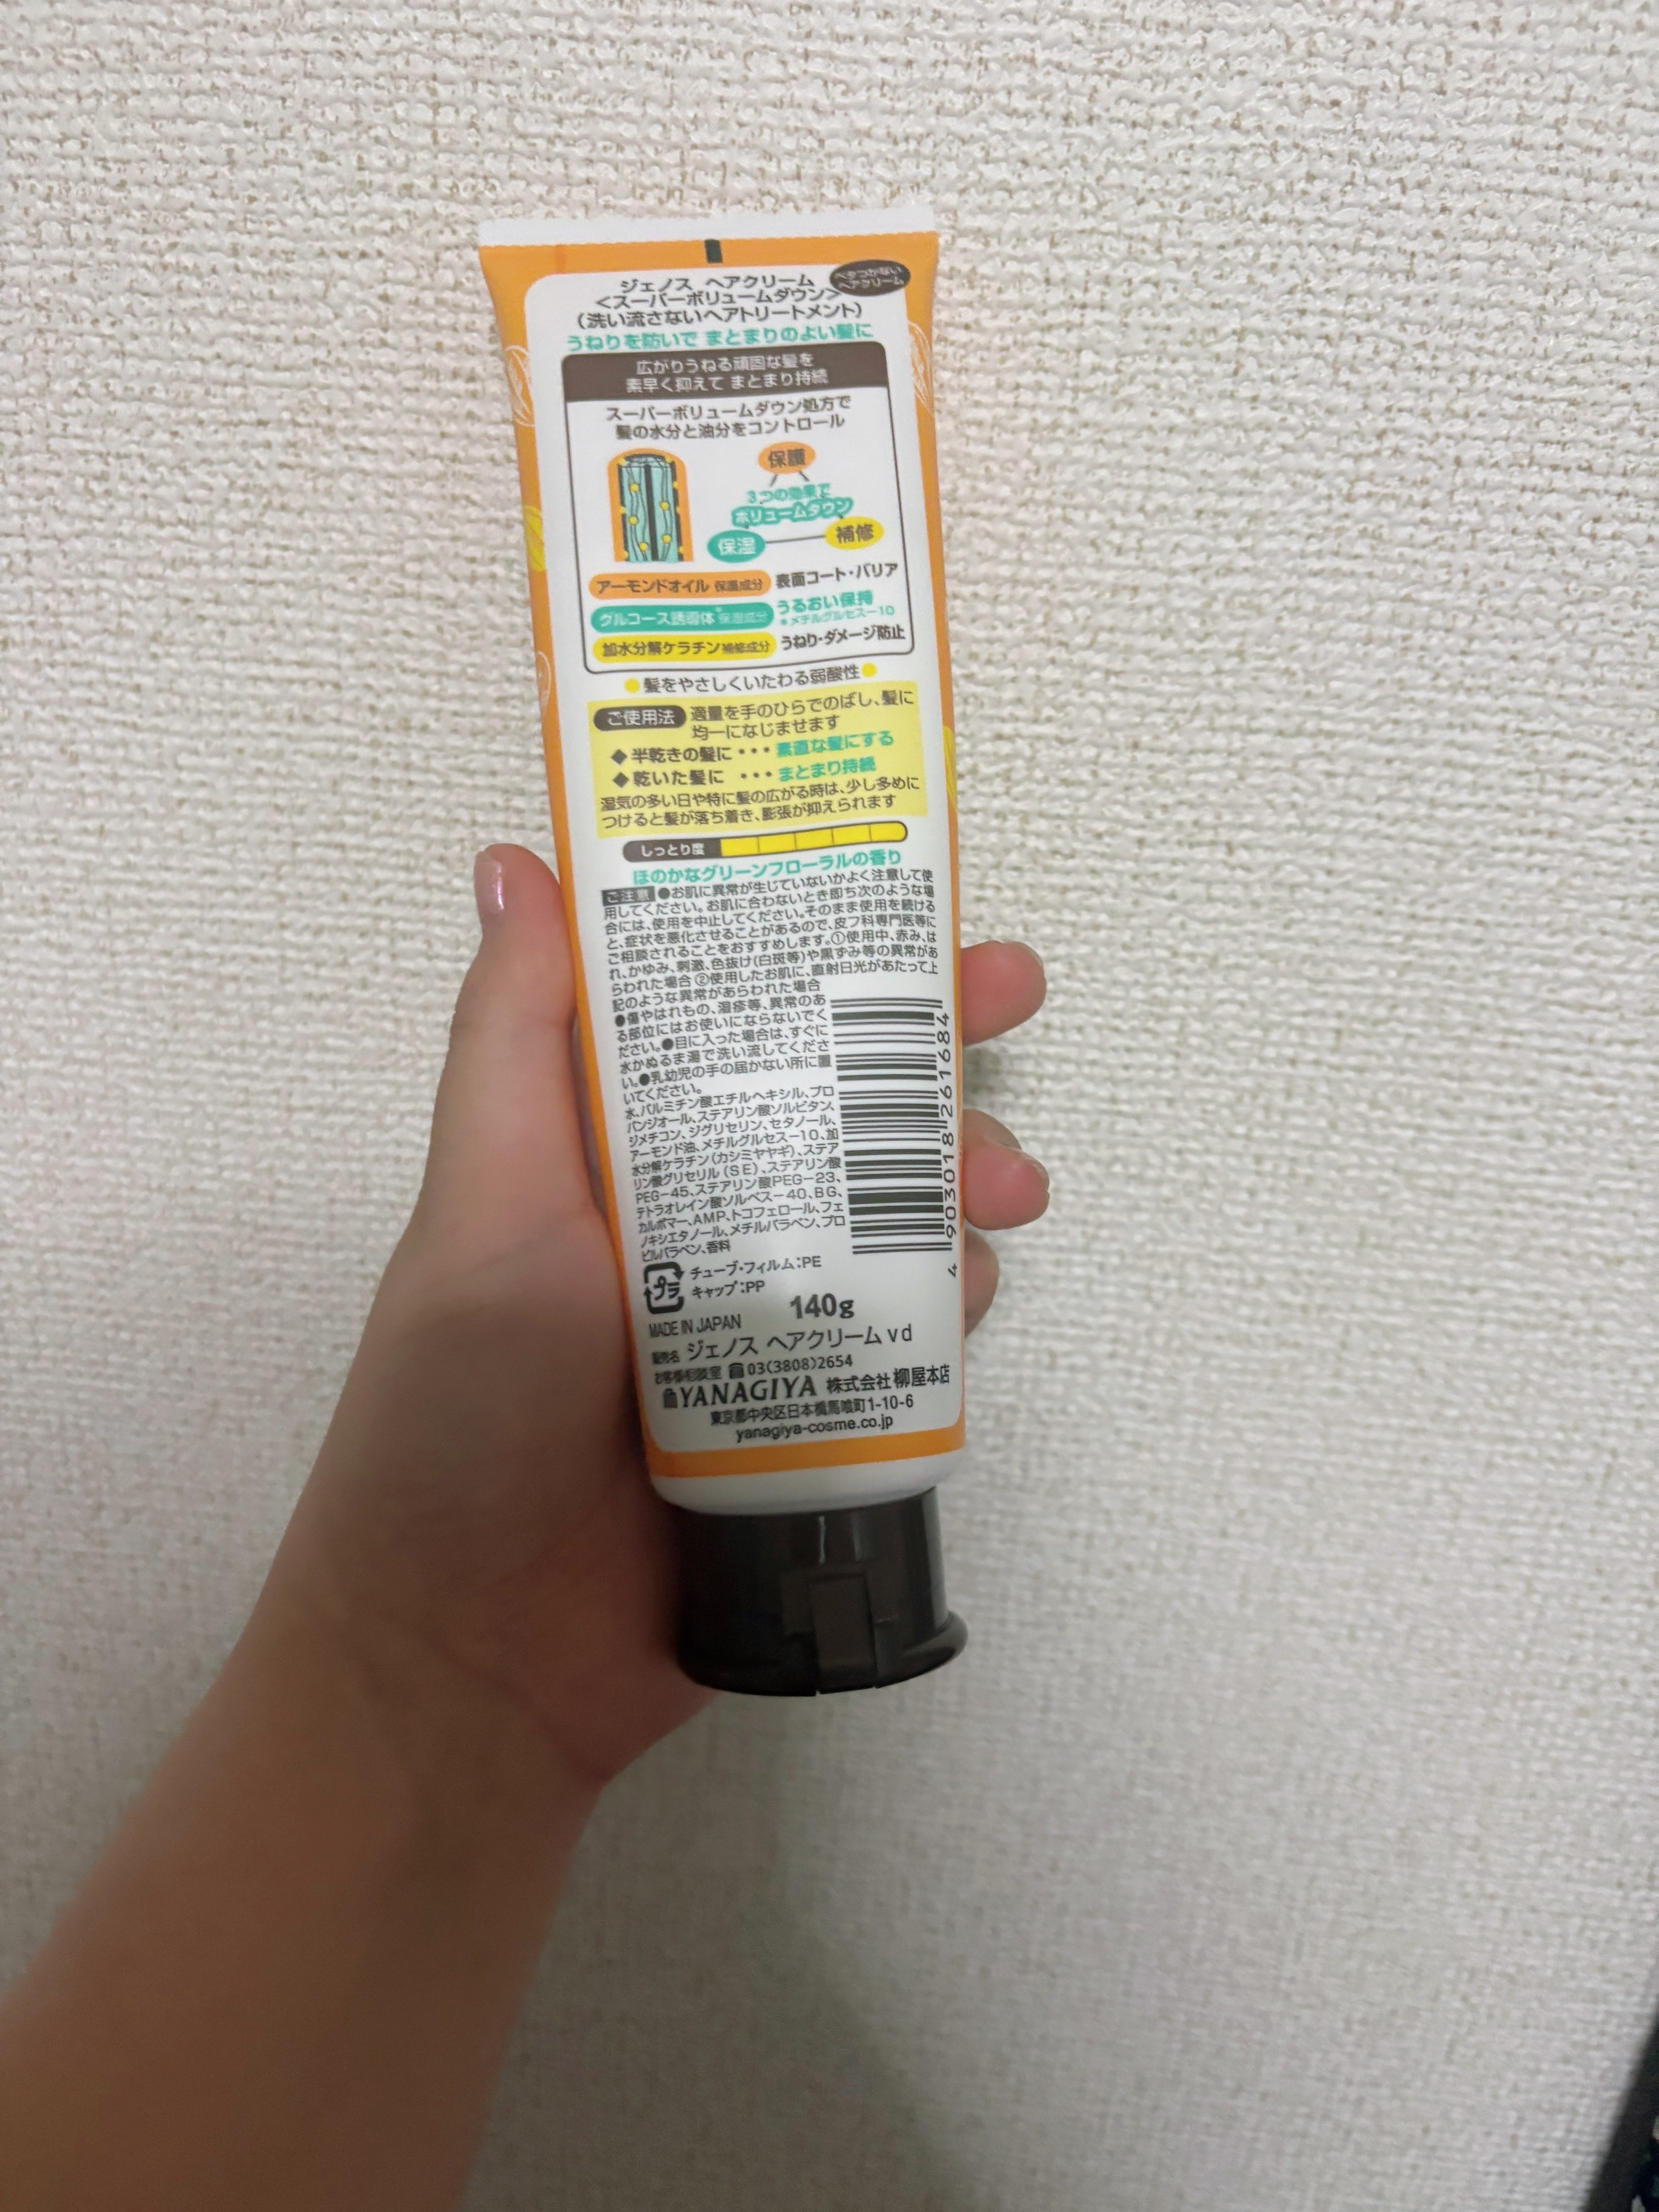 ジェノス ヘアクリーム
べたつかない
ヘアクリーム
<スーパーボリュームダウン>
(洗い流さないヘアトリートメント)
うねりを防いで まとまりのよい髪に
広がりうねる頑固な髪を
素早く抑えて まとまり持続
スーパーボリュームダウン処方で
髪の水分と油分をコントロール
保護
3つの効果で
ボリュームダウン
保湿
補修
アーモンドオイル 保護成分 表面コート・バリア
グルコース誘導体* 保湿成分 うるおい保持
*メチルグルセス-10
加水分解ケラチン 補修成分 うねり・ダメージ防止
髪をやさしくいたわる弱酸性
ご使用法 適量を手のひらでのばし、髪に
均一になじませます
◆半乾きの髪に・・・素直な髪にする
◆乾いた髪に ・・・まとまり持続
湿気の多い日や特に髪の広がる時は、少し多めに
つけると髪が落ち着き、膨張が抑えられます
しっとり度
ほのかなグリーンフローラルの香り
ご注意 ●お肌に異常が生じていないかよく注意して使
用してください。お肌に合わないとき即ち次のような場
合には、使用を中止してください。そのまま使用を続ける
と、症状を悪化させることがあるので、皮フ科専門医等に
ご相談されることをおすすめします。①使用中、赤み、は
れ、かゆみ、刺激、色抜け(白斑等)や黒ずみ等の異常があ
らわれた場合 ②使用したお肌に、直射日光があたって上
記のような異常があらわれた場合
●傷やはれもの、湿疹等、異常のあ
る部位にはお使いにならないでく
ださい。●目に入った場合は、すぐに
水かぬるま湯で洗い流してくださ
い。●乳幼児の手の届かない所に置
いてください。
水、パルミチン酸エチルヘキシル、プロ
パンジオール、ステアリン酸ソルビタン、
ジメチコン、ジグリセリン、セタノール、
アーモンド油、メチルグルセス-10、加
水分解ケラチン(カシミヤヤギ)、ステア
リン酸グリセリル(SE)、ステアリン酸
PEG-45、ステアリン酸PEG-23、
テトラオレイン酸ソルベス-40、BG、
カルボマー、AMP、トコフェロール、フェ
ノキシエタノール、メチルパラベン、プロ
ピルパラベン、香料
4 903018 261684
プラ
チューブ・フィルム:PE
キャップ:PP
140g
MADE IN JAPAN
販売名 ジェノス ヘアクリーム vd
お客様相談室 ☎03(3808)2654
YANAGIYA 株式会社 柳屋本店
東京都中央区日本橋馬喰町1-10-6
yanagiya-cosme.co.jp